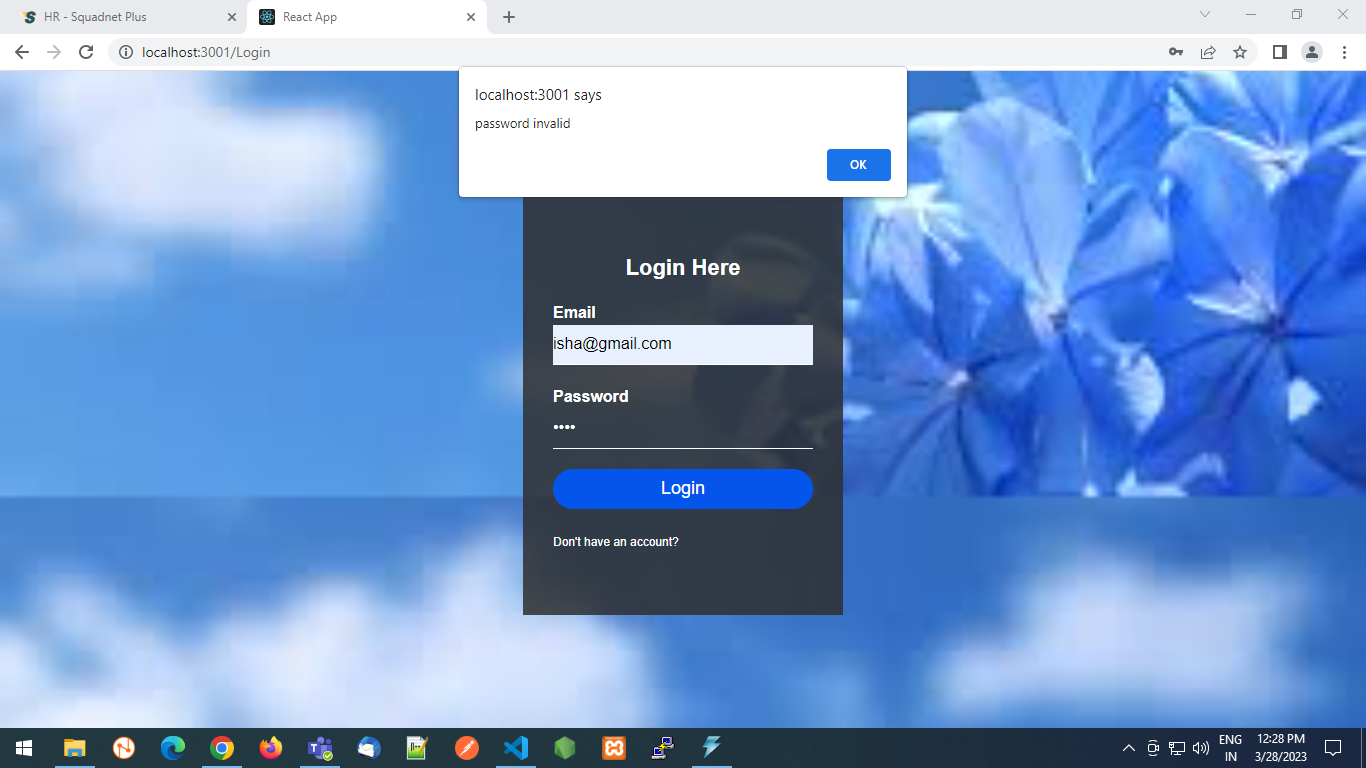 HR - Squadnet Plus
React App
localhost:3001/Login
localhost:3001 says
password invalid
OK
Login Here
Email
isha@gmail.com
Password
••••
Login
Don't have an account?
ENG
IN
12:28 PM
3/28/2023